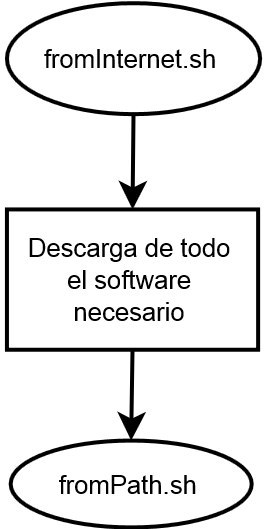 fromInternet.sh
Descarga de todo
el software
necesario
fromPath.sh